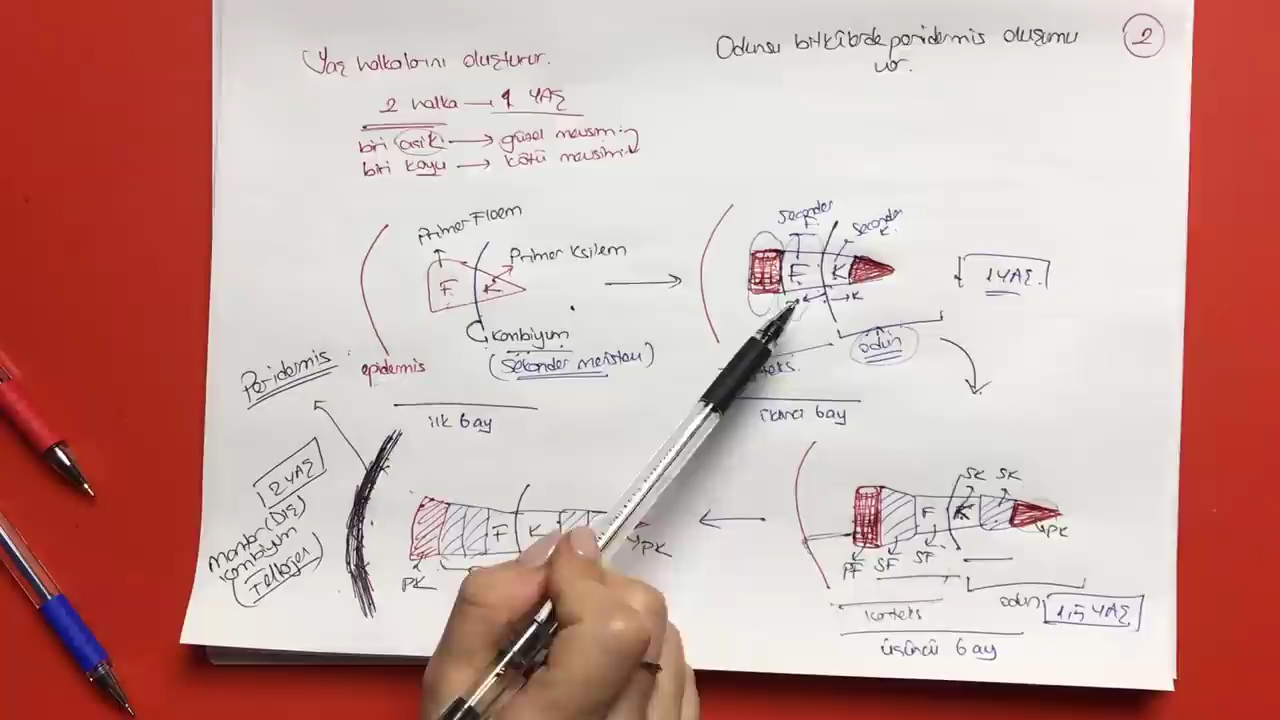 Yaş halkalarını oluşturur.
2 halka → 1 YAŞ
biri açık → güzel mevsim
biri koyu → kötü mevsim
Odunsu bitkilerde peridermis oluşumu
var.
2
Primer Floem
Primer Ksilem
F K
Kambiyum
(Sekonder meristem)
epidermis
ilk 6 ay
Seconder
F.
Seconder
K.
F K
K
odun
1 YAŞ.
ikinci 6 ay
Peridermis
2 YAŞ
mantar (Dış)
kambiyum
Fellojen
F K
PK
PK
SK SK
F K
PK
PF SF SF
korteks
odun
1,5 YAŞ
üçüncü 6 ay